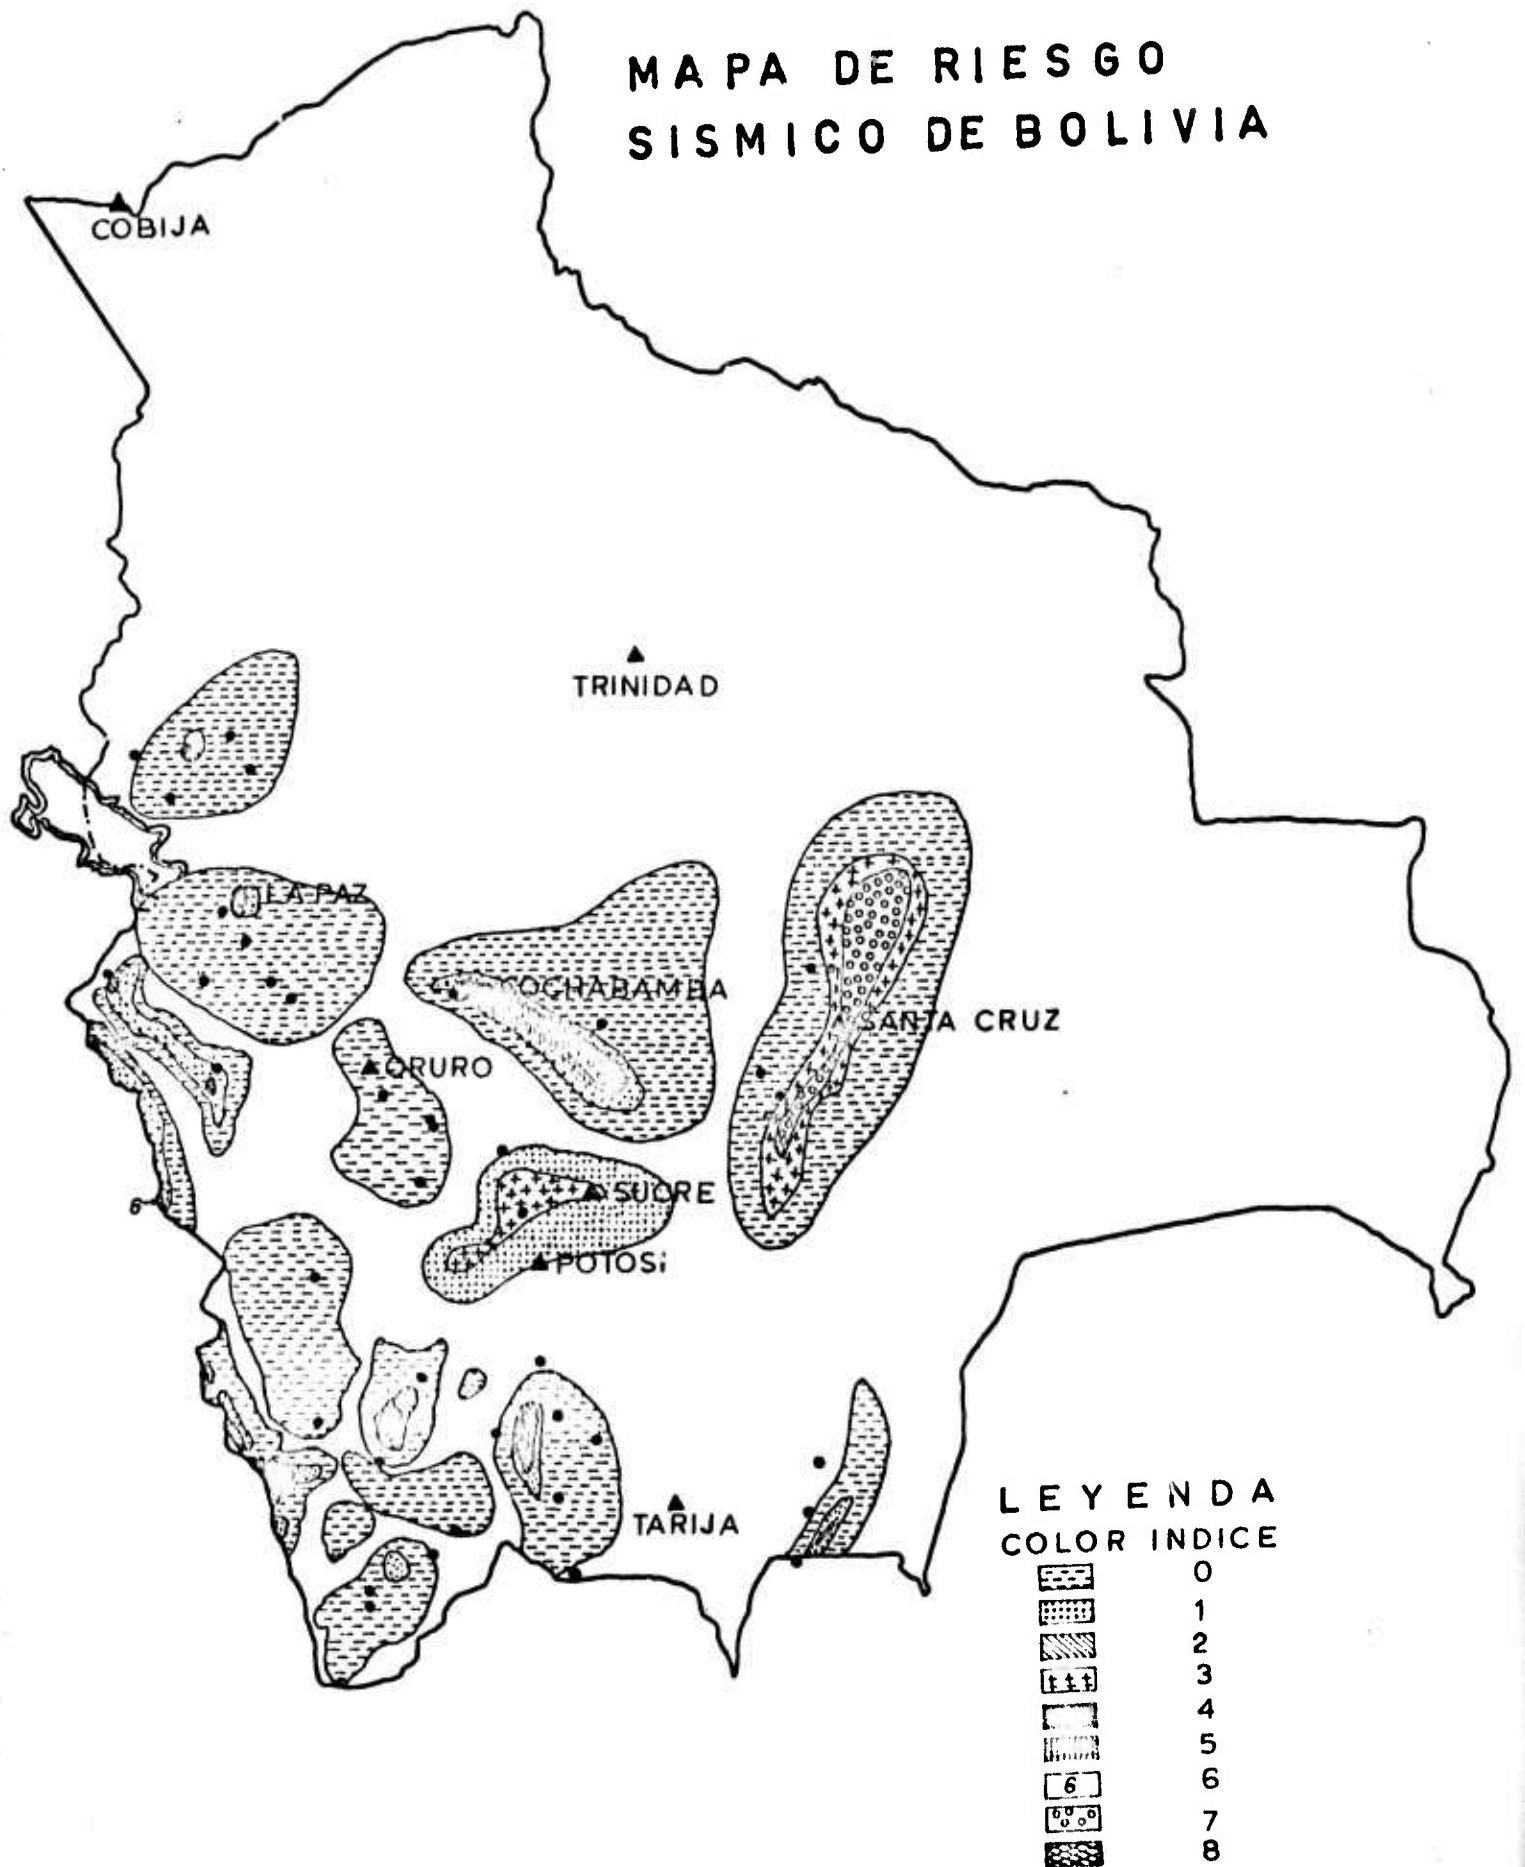 MAPA DE RIESGO
SISMICO DE BOLIVIA
COBIJA
TRINIDAD
LA PAZ
COCHABAMBA
SANTA CRUZ
ORURO
SUCRE
6
POTOSi
TARIJA
LEYENDA
COLOR INDICE
0
1
2
3
4
5
6 6
7
8